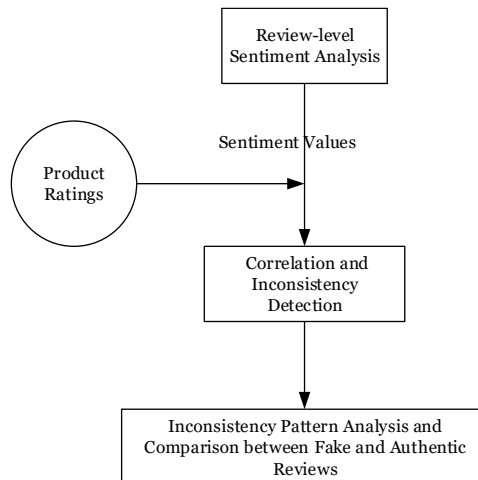 Review-level
Sentiment Analysis
Sentiment Values
Product
Ratings
Correlation and
Inconsistency
Detection
Inconsistency Pattern Analysis and
Comparison between Fake and Authentic
Reviews